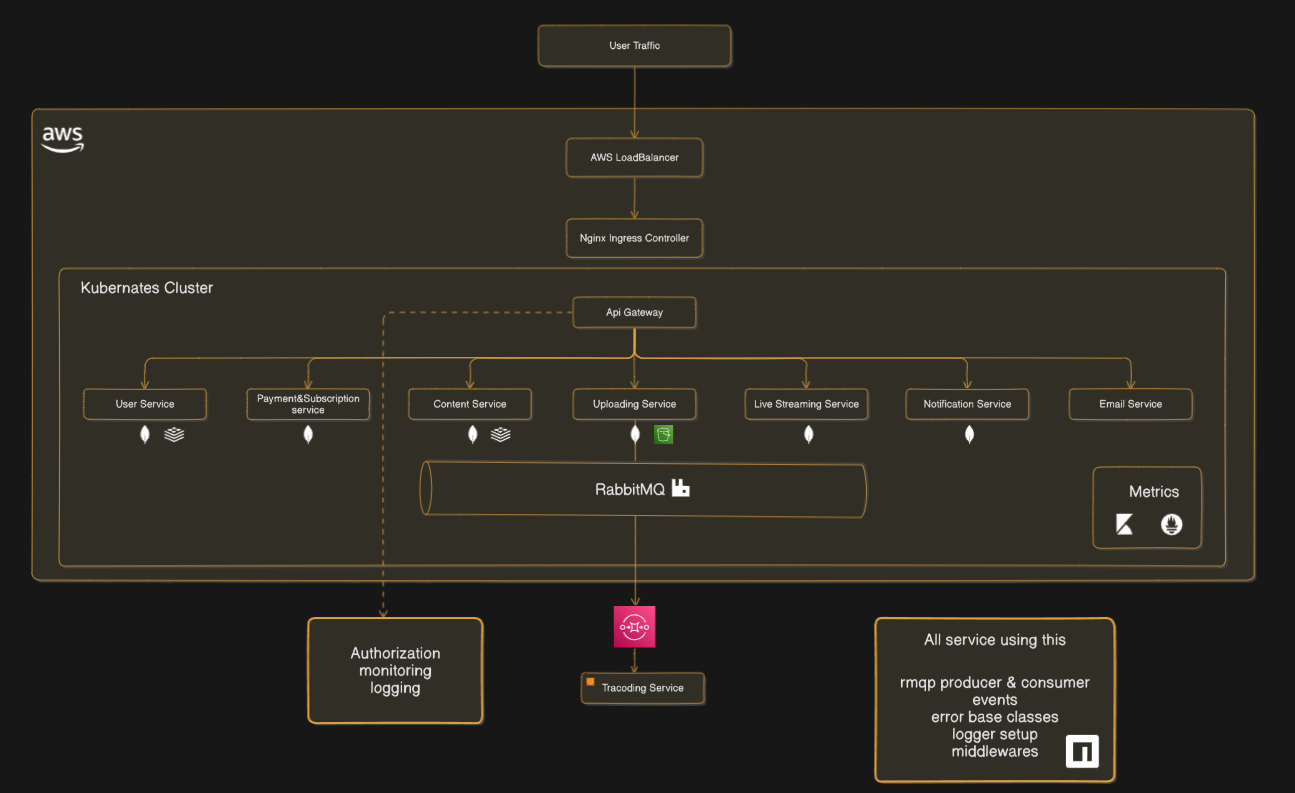 User Traffic
aws
AWS LoadBalancer
Nginx Ingress Controller
Kubernates Cluster
Api Gateway
User Service
Payment&Subscription
service
Content Service
Uploading Service
Live Streaming Service
Notification Service
Email Service
RabbitMQ
Metrics
Authorization
monitoring
logging
Tracoding Service
All service using this
rmqp producer & consumer
events
error base classes
logger setup
middlewares